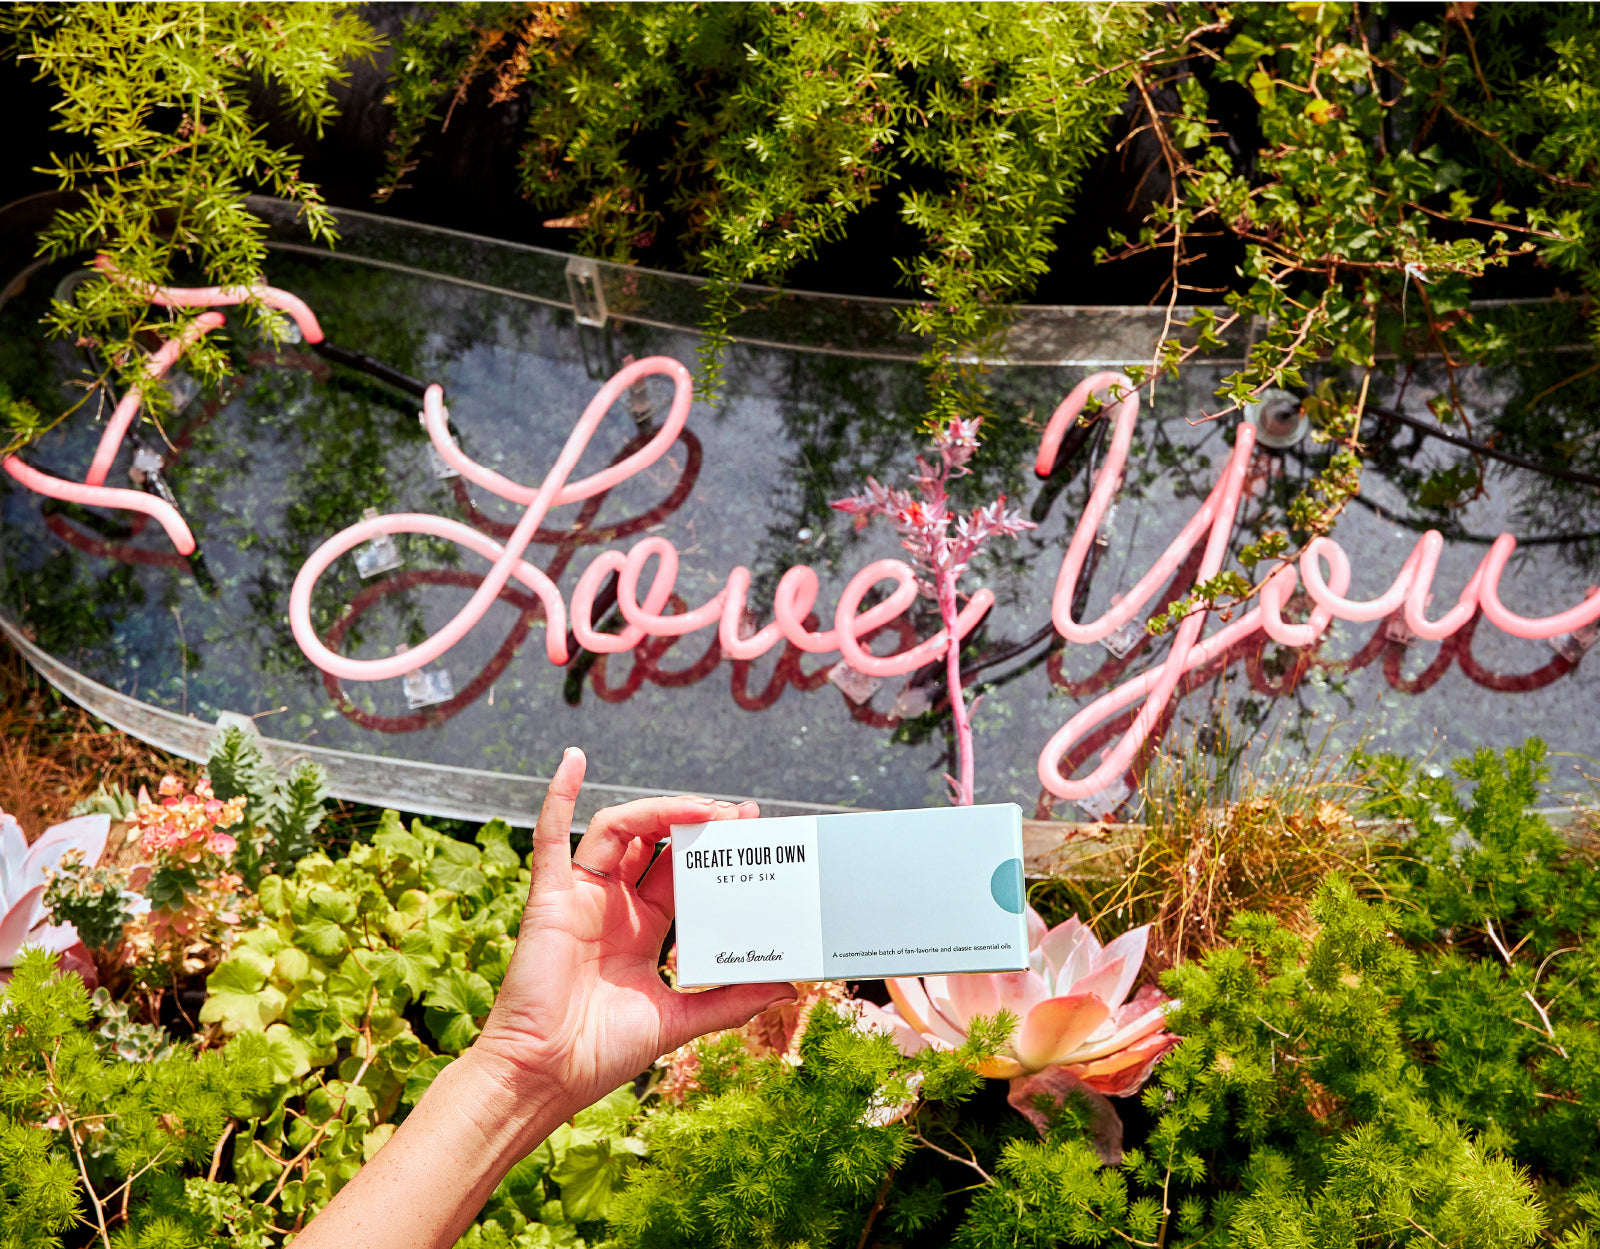 I Love You
CREATE YOUR OWN
SET OF SIX
Edens Garden
A customizable batch of fan-favorite and classic essential oils